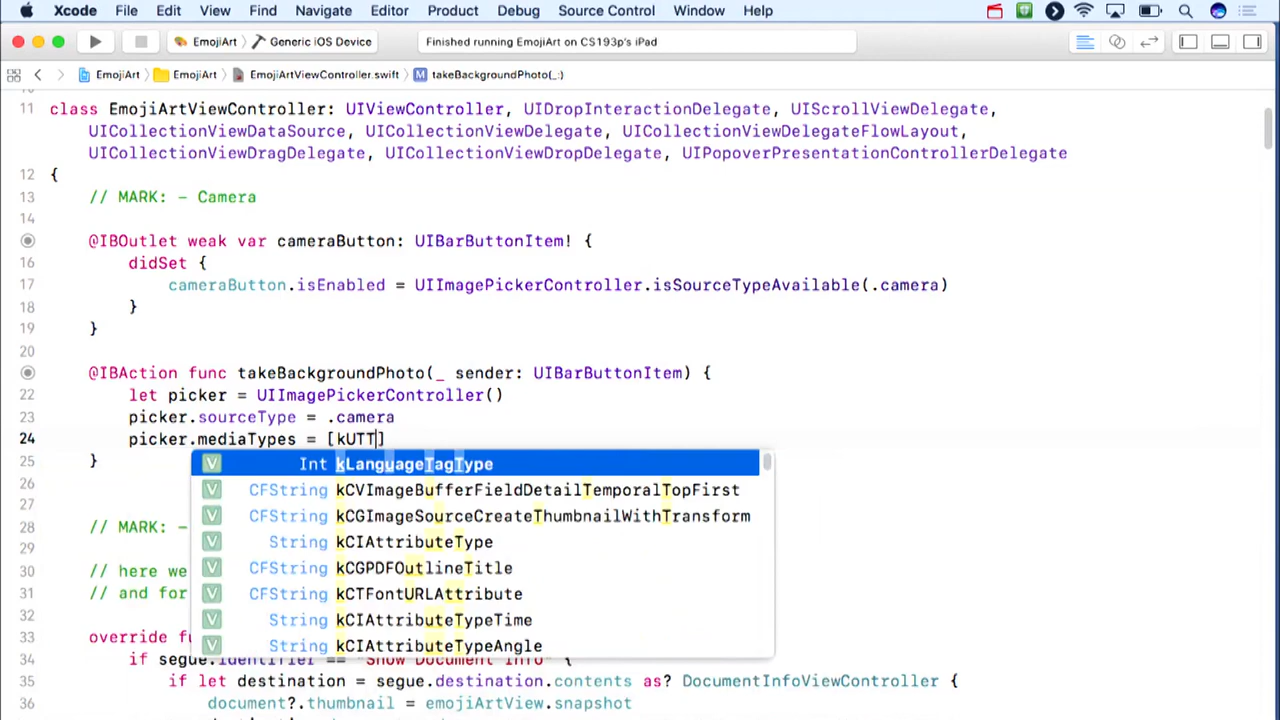 Xcode File Edit View Find Navigate Editor Product Debug Source Control Window Help
EmojiArt Generic iOS Device Finished running EmojiArt on CS193p's iPad
EmojiArt EmojiArt EmojiArtViewController.swift M takeBackgroundPhoto(_:)
11 class EmojiArtViewController: UIViewController, UIDropInteractionDelegate, UIScrollViewDelegate,
UICollectionViewDataSource, UICollectionViewDelegate, UICollectionViewDelegateFlowLayout,
UICollectionViewDragDelegate, UICollectionViewDropDelegate, UIPopoverPresentationControllerDelegate
12 {
13 // MARK: - Camera
14
15 @IBOutlet weak var cameraButton: UIBarButtonItem! {
16 didSet {
17 cameraButton.isEnabled = UIImagePickerController.isSourceTypeAvailable(.camera)
18 }
19 }
20
21 @IBAction func takeBackgroundPhoto(_ sender: UIBarButtonItem) {
22 let picker = UIImagePickerController()
23 picker.sourceType = .camera
24 picker.mediaTypes = [kUTT]
25 }
V Int kLanguageTagType
V CFString kCVImageBufferFieldDetailTemporalTopFirst
V CFString kCGImageSourceCreateThumbnailWithTransform
27
28 // MARK: -
V String kCIAttributeType
29
V CFString kCGPDFOutlineTitle
30 // here we
V CFString kCTFontURLAttribute
31 // and for
V String kCIAttributeTypeTime
32
33 override fu
V String kCIAttributeTypeAngle
34 if segue.identifier == "Show Document Info" {
35 if let destination = segue.destination.contents as? DocumentInfoViewController {
36 document?.thumbnail = emojiArtView.snapshot